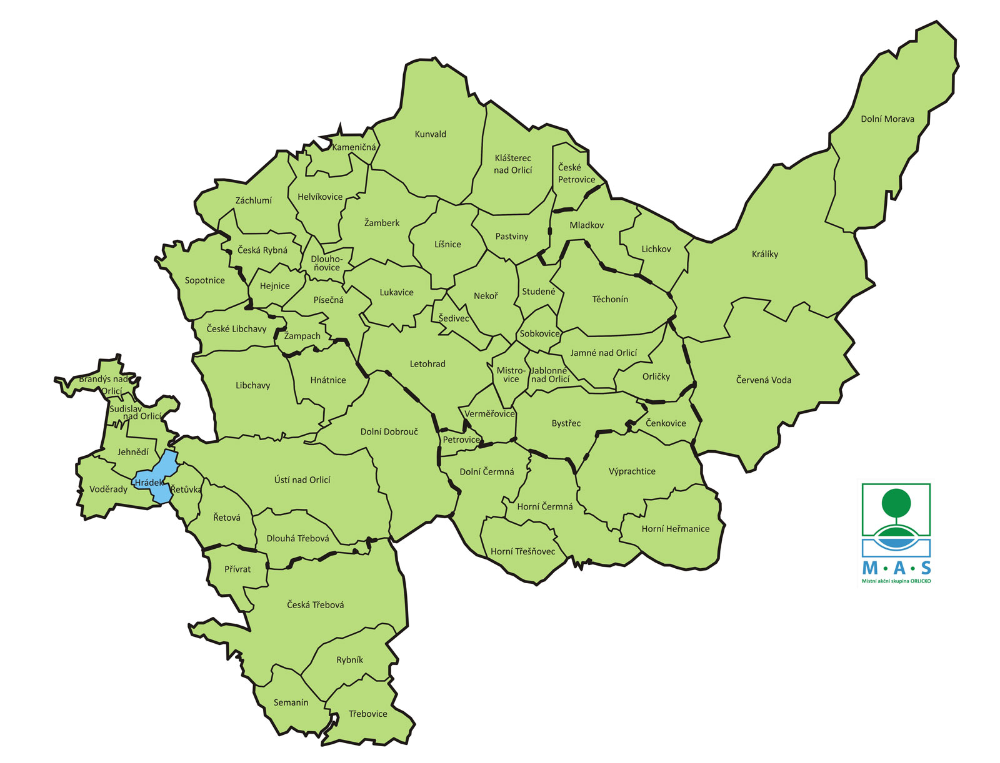 Dolní Morava
Kunvald
Kameničná
Klášterec
nad Orlicí
České
Petrovice
Helvíkovice
Záchlumí
Žamberk
Mladkov
Pastviny
Líšnice
Lichkov
Králíky
Česká Rybná
Dlouho-
ňovice
Sopotnice
Hejnice
Lukavice
Studené
Nekoř
Písečná
Těchonín
Šedivec
České Libchavy
Žampach
Sobkovice
Jamné nad Orlicí
Letohrad
Mistro-
vice
Jablonné
nad Orlicí
Orličky
Červená Voda
Brandýs nad
Orlicí
Libchavy
Hnátnice
Sudislav
nad Orlicí
Verměřovice
Bystřec
Čenkovice
Dolní Dobrouč
Petrovice
Jehnědí
Dolní Čermná
Výprachtice
Ústí nad Orlicí
Hrádek
Voděrady
Řetůvka
Horní Čermná
Řetová
Horní Heřmanice
Dlouhá Třebová
Horní Třešňovec
Přívrat
M·A·S
Místní akční skupina ORLICKO
Česká Třebová
Rybník
Semanín
Třebovice